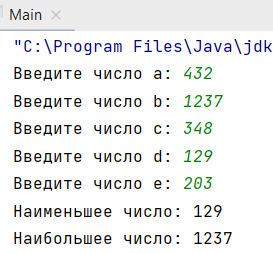 Main
"C:\Program Files\Java\jdk
Введите число a: 432
Введите число b: 1237
Введите число c: 348
Введите число d: 129
Введите число e: 203
Наименьшее число: 129
Наибольшее число: 1237